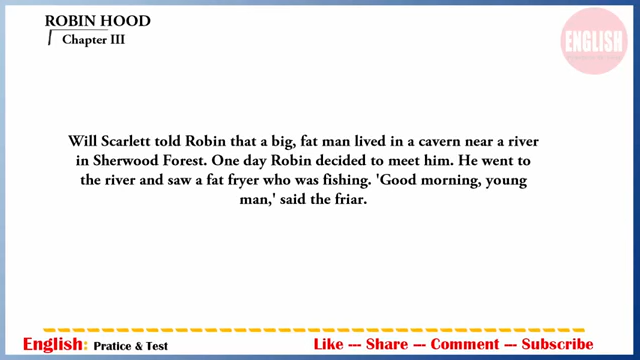 ROBIN HOOD
Chapter III
ENGLISH
Will Scarlett told Robin that a big, fat man lived in a cavern near a river
in Sherwood Forest. One day Robin decided to meet him. He went to
the river and saw a fat fryer who was fishing. 'Good morning, young
man,' said the friar.
English: Pratice & Test
Like --- Share --- Comment --- Subscribe